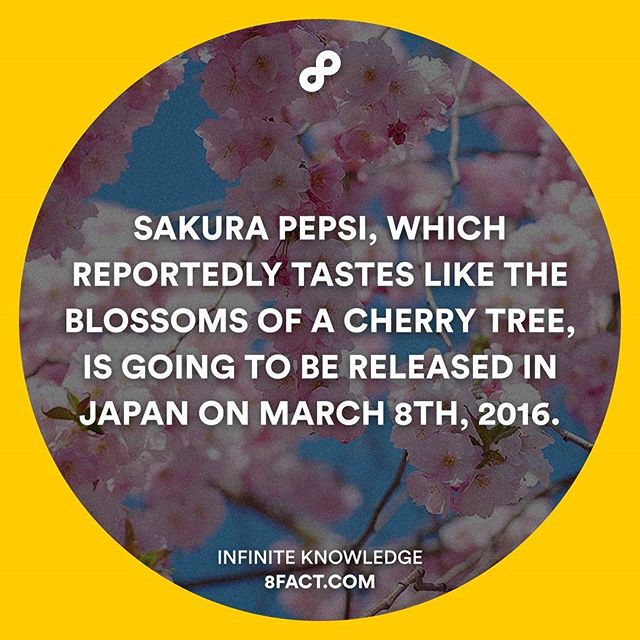 SAKURA PEPSI, WHICH
REPORTEDLY TASTES LIKE THE
BLOSSOMS OF A CHERRY TREE,
IS GOING TO BE RELEASED IN
JAPAN ON MARCH 8TH, 2016.
INFINITE KNOWLEDGE
8FACT.COM